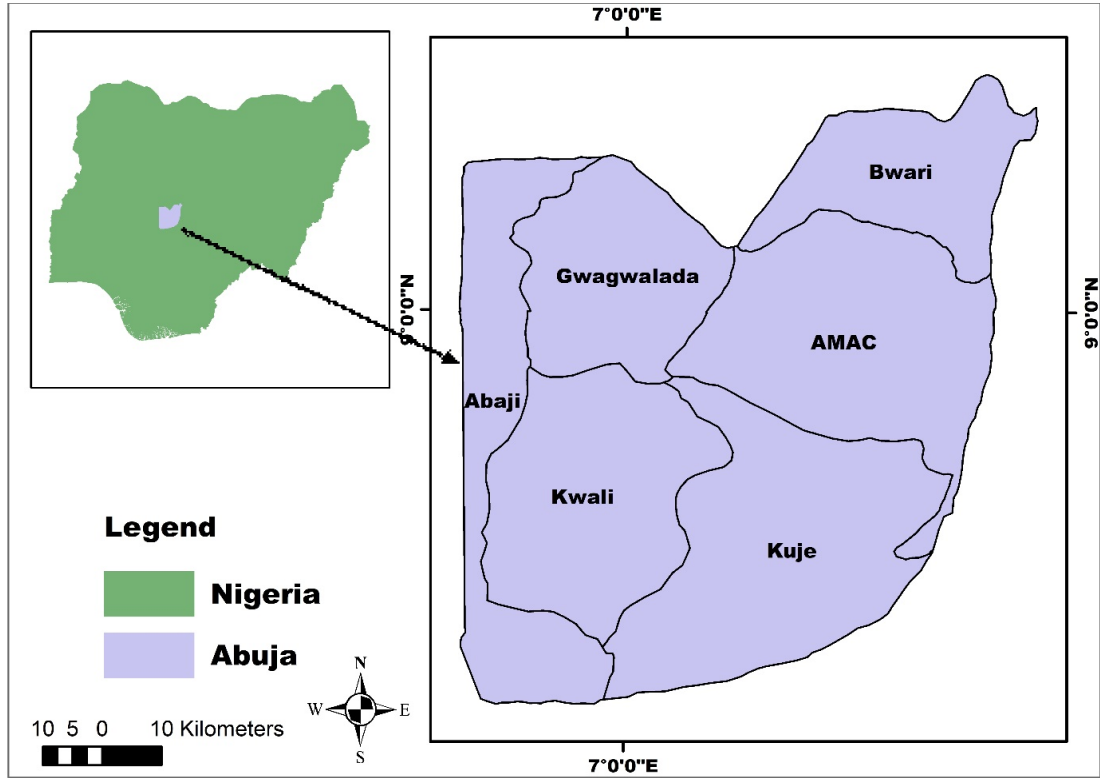 7°0'0"E
Bwari
Gwagwalada
9°0'0"N
9°0'0"N
AMAC
Abaji
Kwali
Kuje
Legend
Nigeria
Abuja
N
W E
S
10 5 0 10 Kilometers
7°0'0"E